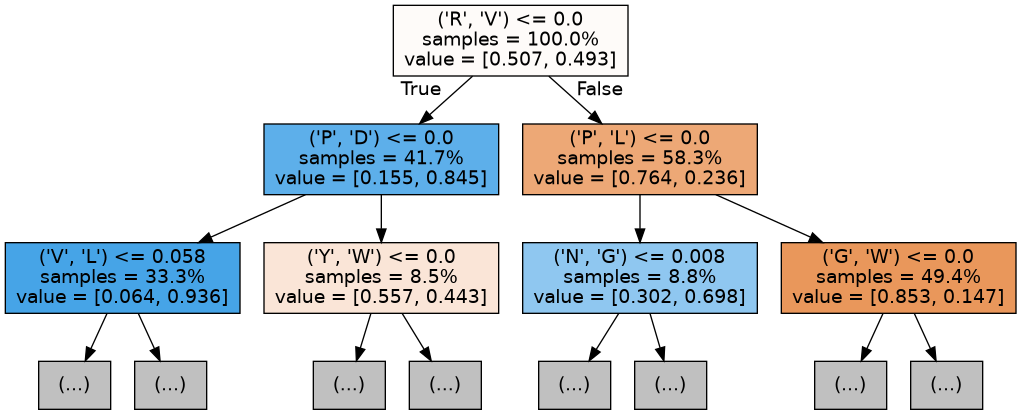 ('R', 'V') <= 0.0
samples = 100.0%
value = [0.507, 0.493]
True
False
('P', 'D') <= 0.0
samples = 41.7%
value = [0.155, 0.845]
('P', 'L') <= 0.0
samples = 58.3%
value = [0.764, 0.236]
('V', 'L') <= 0.058
samples = 33.3%
value = [0.064, 0.936]
('Y', 'W') <= 0.0
samples = 8.5%
value = [0.557, 0.443]
('N', 'G') <= 0.008
samples = 8.8%
value = [0.302, 0.698]
('G', 'W') <= 0.0
samples = 49.4%
value = [0.853, 0.147]
(...)
(...)
(...)
(...)
(...)
(...)
(...)
(...)